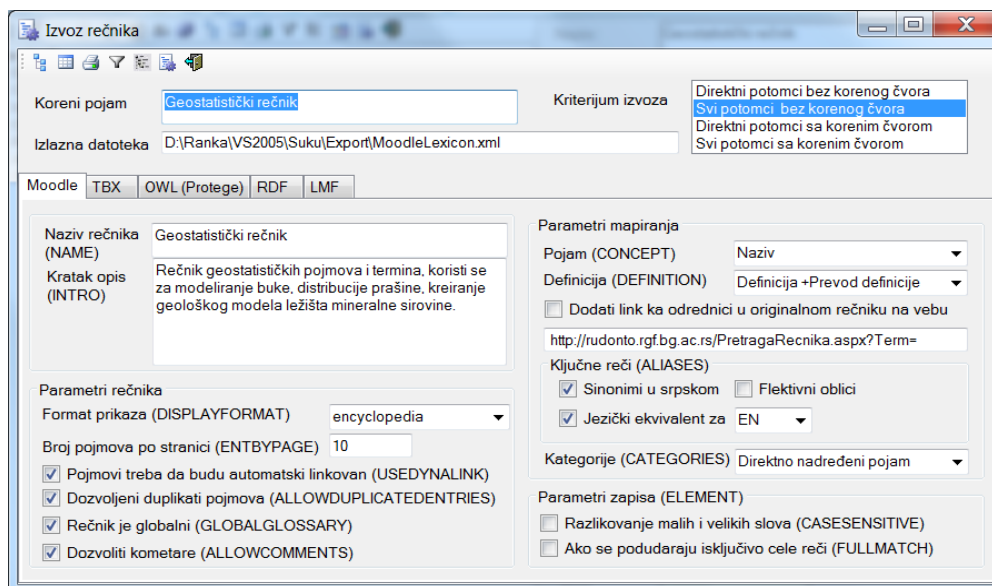 Izvoz rečnika
Koreni pojam
Geostatistički rečnik
Kriterijum izvoza
Direktni potomci bez korenog čvora
Svi potomci  bez korenog čvora
Direktni potomci sa korenim čvorom
Svi potomci sa korenim čvorom
Izlazna datoteka
D:\Ranka\VS2005\Suku\Export\MoodleLexicon.xml
Moodle
TBX
OWL (Protege)
RDF
LMF
Naziv rečnika
(NAME)
Geostatistički rečnik
Kratak opis
(INTRO)
Rečnik geostatističkih pojmova i termina, koristi se
za modeliranje buke, distribucije prašine, kreiranje
geološkog modela ležišta mineralne sirovine.
Parametri rečnika
Format prikaza (DISPLAYFORMAT)
encyclopedia
Broj pojmova po stranici (ENTBYPAGE)
10
Pojmovi treba da budu automatski linkovan (USEDYNALINK)
Dozvoljeni duplikati pojmova (ALLOWDUPLICATEDENTRIES)
Rečnik je globalni (GLOBALGLOSSARY)
Dozvoliti kometare (ALLOWCOMMENTS)
Parametri mapiranja
Pojam (CONCEPT)
Naziv
Definicija (DEFINITION)
Definicija +Prevod definicije
Dodati link ka odrednici u originalnom rečniku na vebu
http://rudonto.rgf.bg.ac.rs/PretragaRecnika.aspx?Term=
Ključne reči (ALIASES)
Sinonimi u srpskom
Flektivni oblici
Jezički ekvivalent za
EN
Kategorije (CATEGORIES)
Direktno nadređeni pojam
Parametri zapisa (ELEMENT)
Razlikovanje malih i velikih slova (CASESENSITIVE)
Ako se podudaraju isključivo cele reči (FULLMATCH)